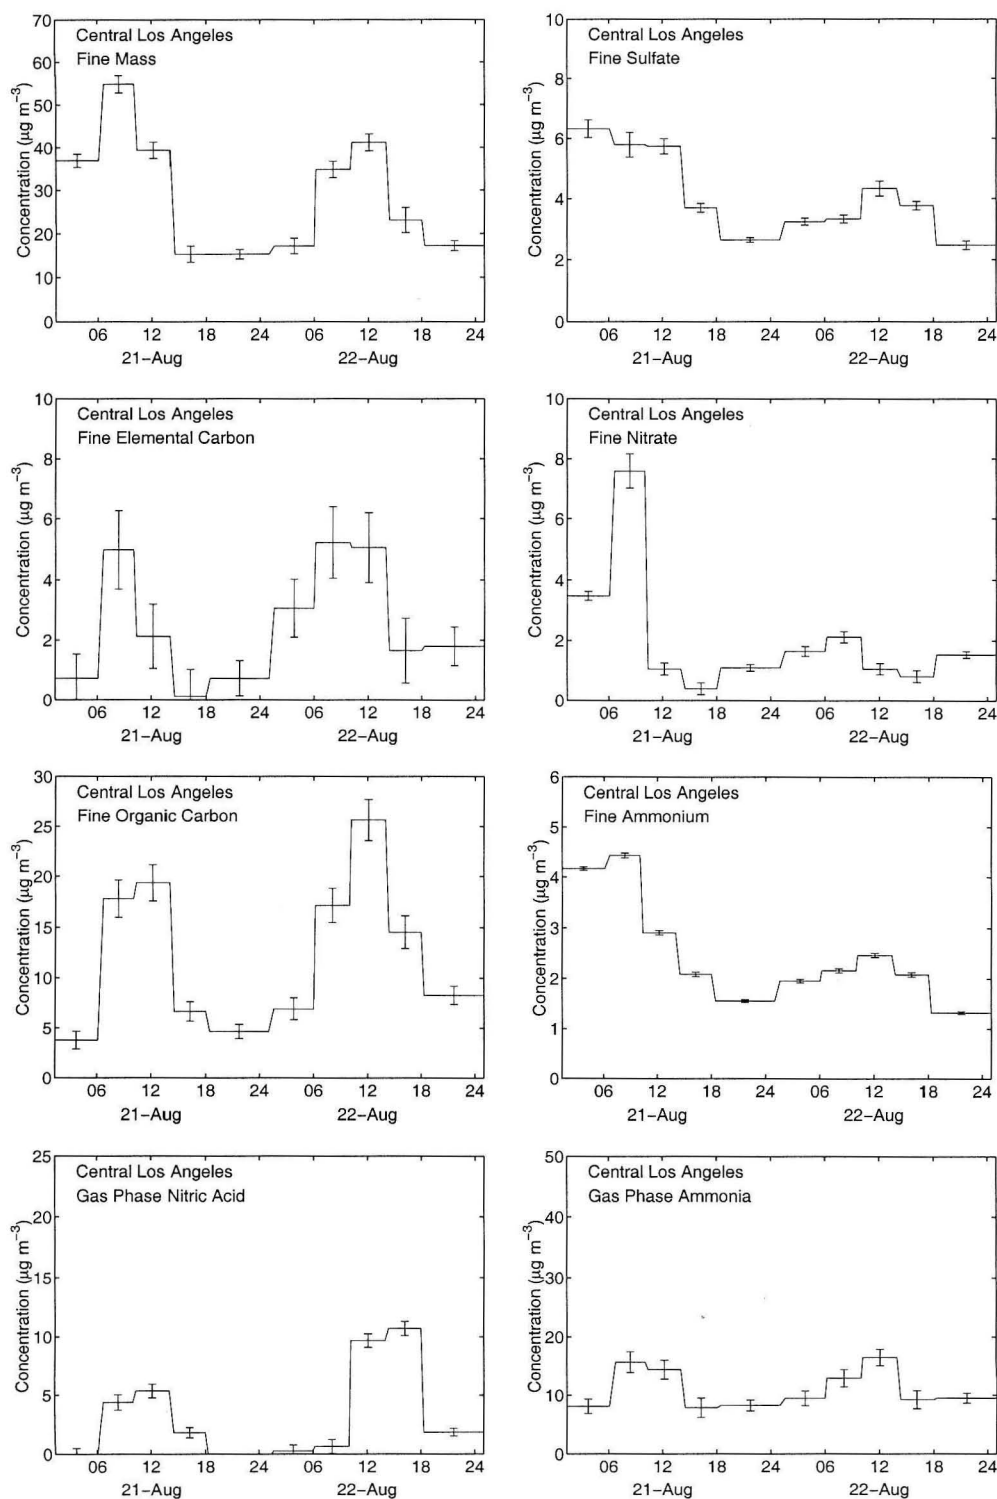 Central Los Angeles
Fine Mass
Concentration (µg m⁻³)
70
60
50
40
30
20
10
0
06 12 18 24 06 12 18 24
21–Aug 22–Aug
Central Los Angeles
Fine Sulfate
Concentration (µg m⁻³)
10
8
6
4
2
0
06 12 18 24 06 12 18 24
21–Aug 22–Aug
Central Los Angeles
Fine Elemental Carbon
Concentration (µg m⁻³)
10
8
6
4
2
0
06 12 18 24 06 12 18 24
21–Aug 22–Aug
Central Los Angeles
Fine Nitrate
Concentration (µg m⁻³)
10
8
6
4
2
0
06 12 18 24 06 12 18 24
21–Aug 22–Aug
Central Los Angeles
Fine Organic Carbon
Concentration (µg m⁻³)
30
25
20
15
10
5
0
06 12 18 24 06 12 18 24
21–Aug 22–Aug
Central Los Angeles
Fine Ammonium
Concentration (µg m⁻³)
6
5
4
3
2
1
0
06 12 18 24 06 12 18 24
21–Aug 22–Aug
Central Los Angeles
Gas Phase Nitric Acid
Concentration (µg m⁻³)
25
20
15
10
5
0
06 12 18 24 06 12 18 24
21–Aug 22–Aug
Central Los Angeles
Gas Phase Ammonia
Concentration (µg m⁻³)
50
40
30
20
10
0
06 12 18 24 06 12 18 24
21–Aug 22–Aug